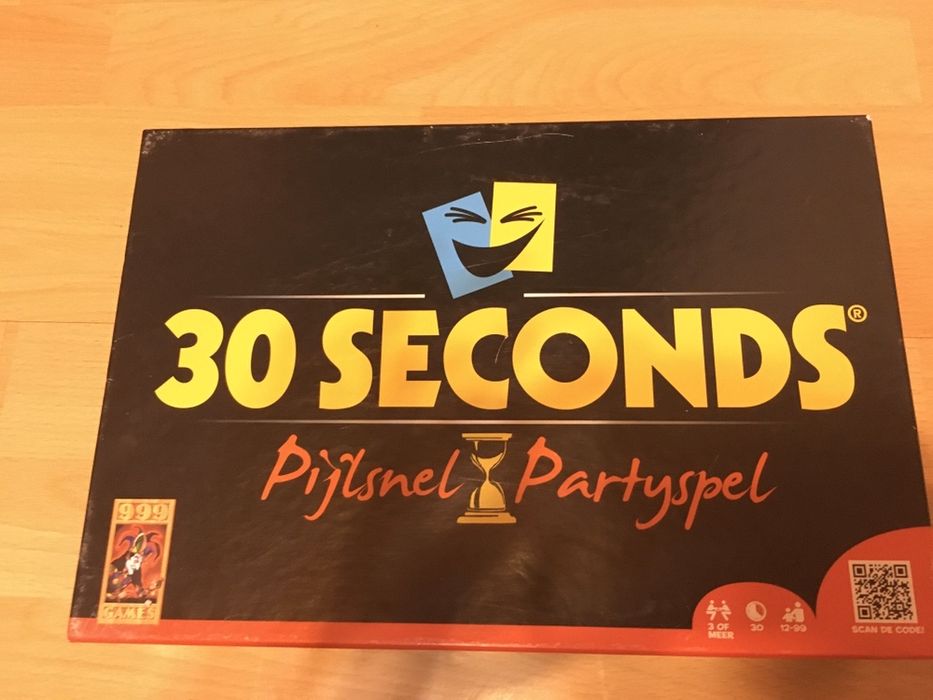 30 SECONDS®
Pijlsnel Partyspel
999
GAMES
3 OF
MEER
30
12-99
SCAN DE CODE!